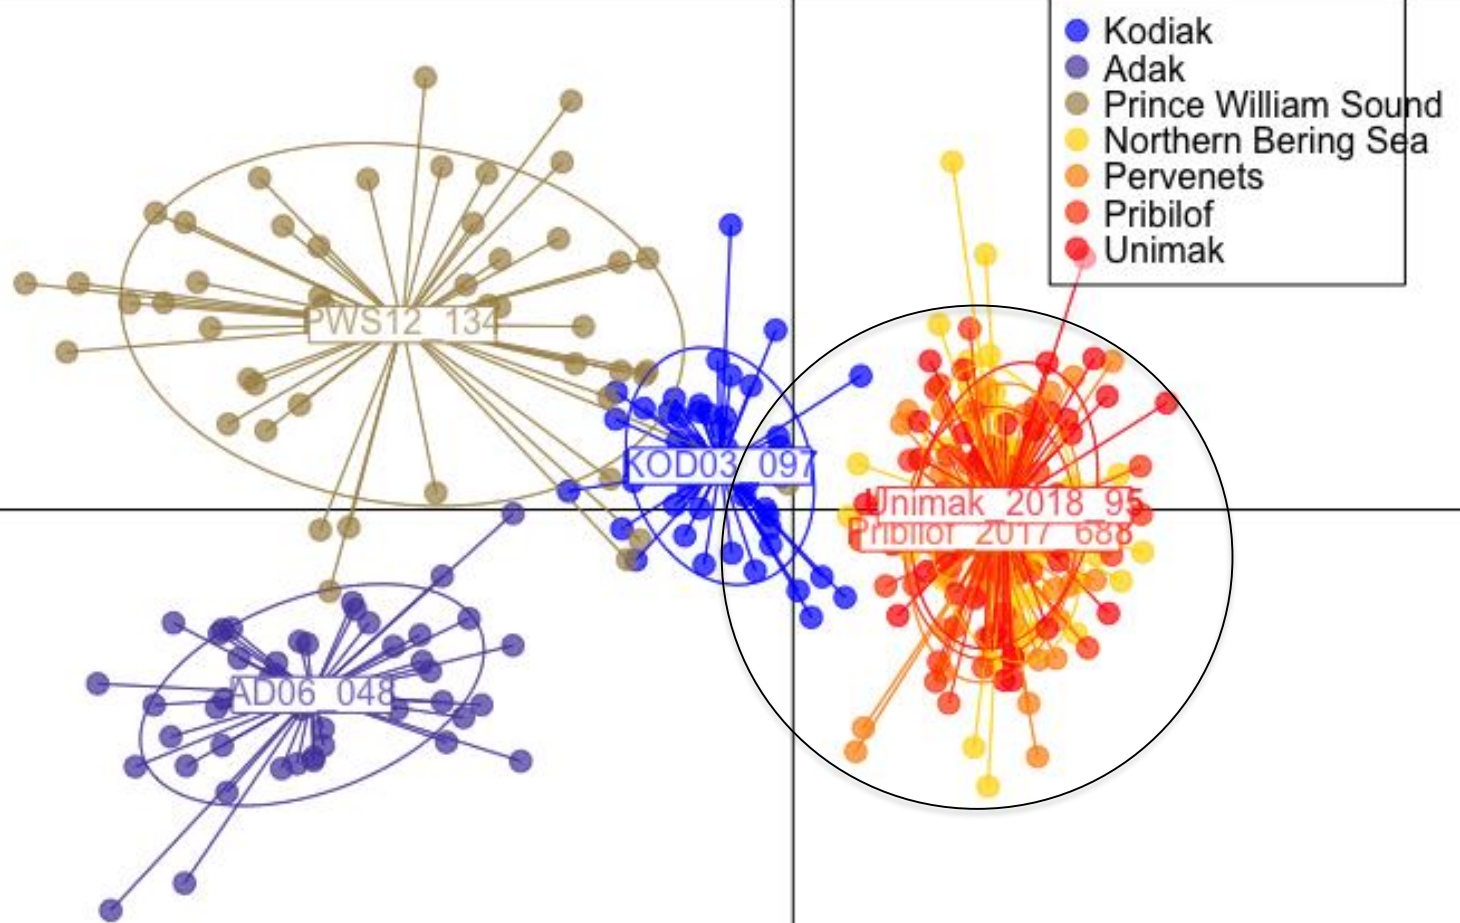 Kodiak
Adak
Prince William Sound
Northern Bering Sea
Pervenets
Pribilof
Unimak
PWS12_134
KOD03_097
Unimak_2018_95
Pribilof_2017_688
AD06_048